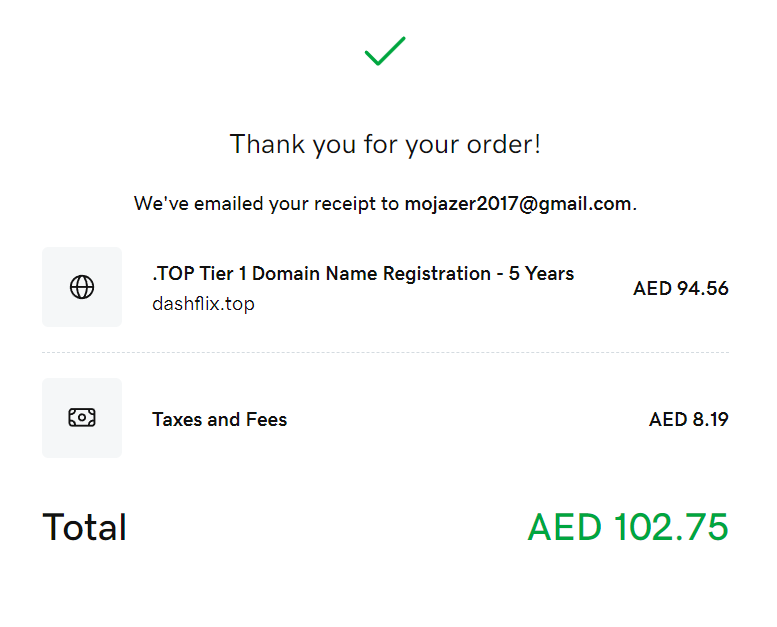 Thank you for your order!
We've emailed your receipt to mojazer2017@gmail.com.
.TOP Tier 1 Domain Name Registration - 5 Years
dashflix.top
AED 94.56
Taxes and Fees
AED 8.19
Total
AED 102.75